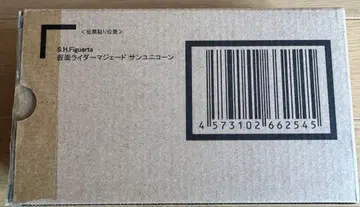 <伝票貼り位置>
S.H.Figuarts
仮面ライダーマジェード サンユニコーン
4 573102 662545